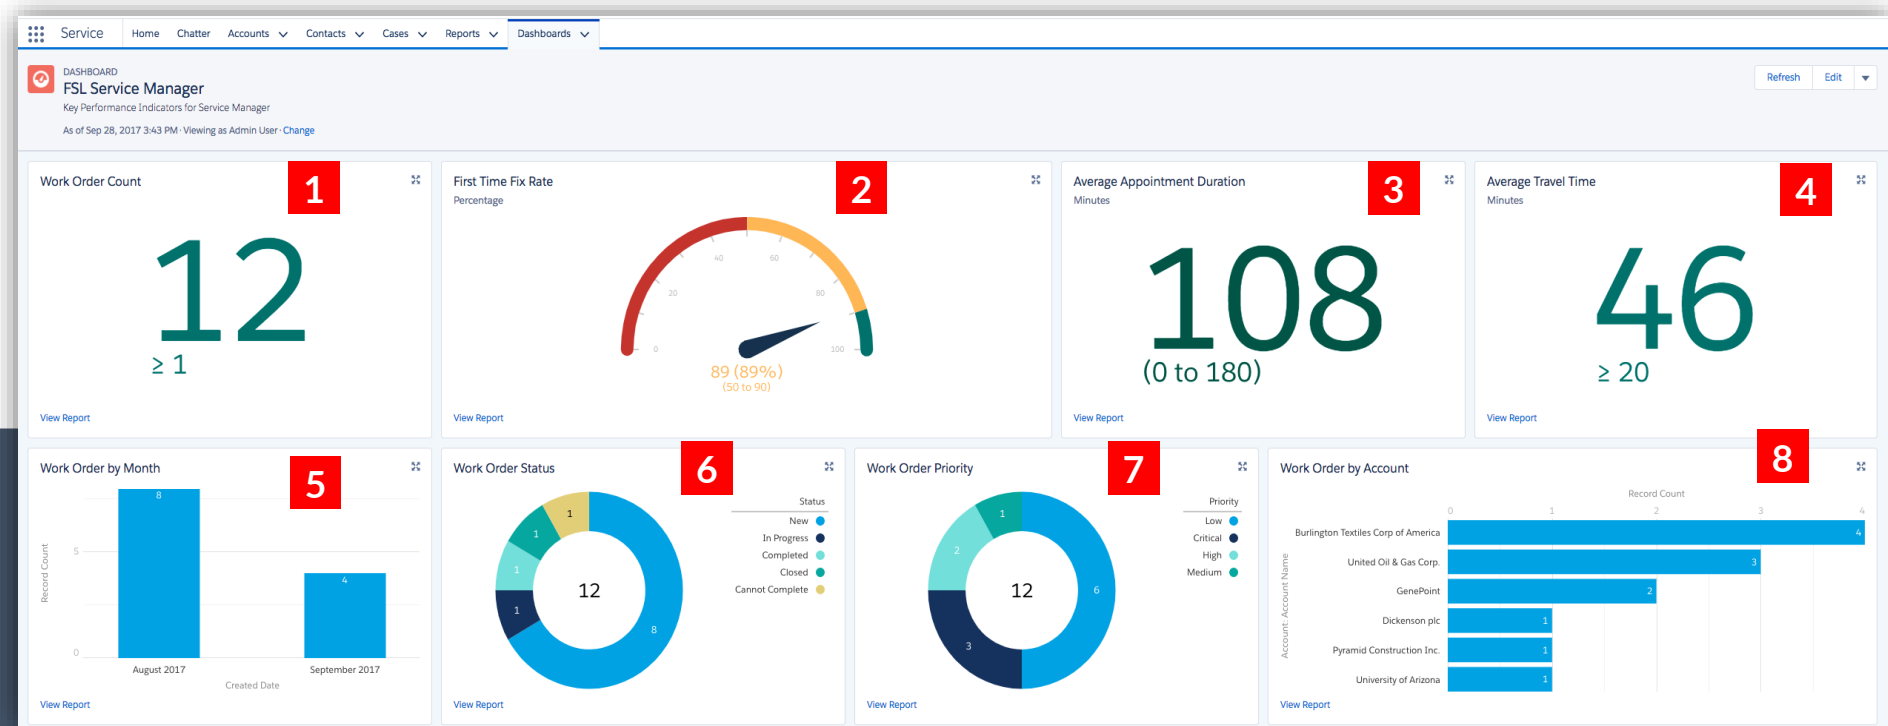 Service Home Chatter Accounts Contacts Cases Reports Dashboards
DASHBOARD
FSL Service Manager
Key Performance Indicators for Service Manager
As of Sep 28, 2017 3:43 PM · Viewing as Admin User · Change
Refresh Edit
Work Order Count
1
12
≥ 1
View Report
First Time Fix Rate
Percentage
2
0
20
40
60
80
100
89 (89%)
(50 to 90)
View Report
Average Appointment Duration
Minutes
3
108
(0 to 180)
View Report
Average Travel Time
Minutes
4
46
≥ 20
View Report
Work Order by Month
5
Record Count
5
0
8
4
August 2017 September 2017
Created Date
View Report
Work Order Status
6
Status
New
In Progress
Completed
Closed
Cannot Complete
1
1
1
1
8
12
View Report
Work Order Priority
7
Priority
Low
Critical
High
Medium
1
2
3
6
12
View Report
Work Order by Account
8
Record Count
0 1 2 3 4
Account: Account Name
Burlington Textiles Corp of America 4
United Oil & Gas Corp. 3
GenePoint 2
Dickenson plc 1
Pyramid Construction Inc. 1
University of Arizona 1
View Report